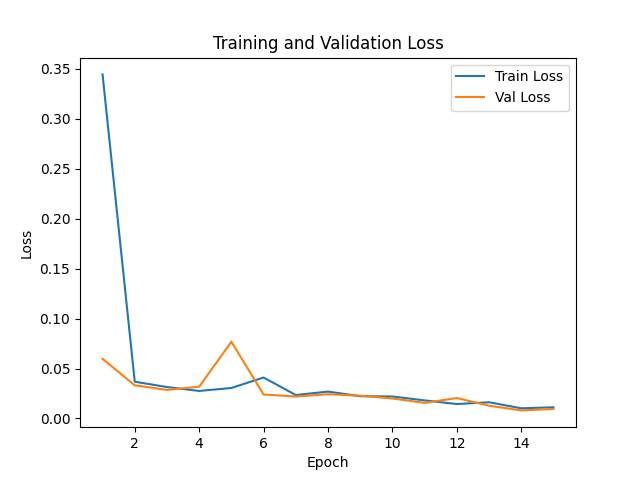 Training and Validation Loss
Train Loss
Val Loss
0.35
0.30
0.25
0.20
0.15
0.10
0.05
0.00
Loss
2 4 6 8 10 12 14
Epoch